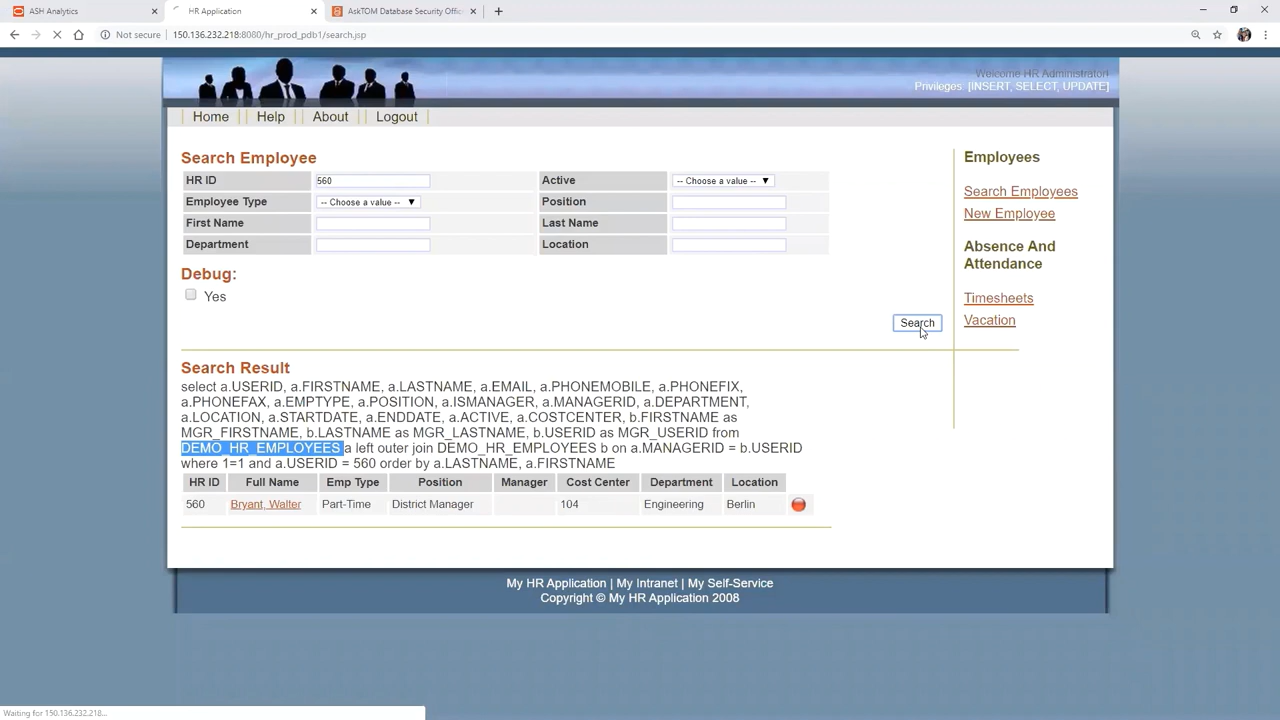 ASH Analytics
HR Application
AskTOM Database Security Offic
Not secure
150.136.232.218:8080/hr_prod_pdb1/search.jsp
Welcome HR Administrator!
Privileges: [INSERT, SELECT, UPDATE]
Home
Help
About
Logout
Search Employee
HR ID
560
Active
-- Choose a value --
Employee Type
-- Choose a value --
Position
First Name
Last Name
Department
Location
Debug:
Yes
Search
Employees
Search Employees
New Employee
Absence And
Attendance
Timesheets
Vacation
Search Result
select a.USERID, a.FIRSTNAME, a.LASTNAME, a.EMAIL, a.PHONEMOBILE, a.PHONEFIX,
a.PHONEFAX, a.EMPTYPE, a.POSITION, a.ISMANAGER, a.MANAGERID, a.DEPARTMENT,
a.LOCATION, a.STARTDATE, a.ENDDATE, a.ACTIVE, a.COSTCENTER, b.FIRSTNAME as
MGR_FIRSTNAME, b.LASTNAME as MGR_LASTNAME, b.USERID as MGR_USERID from
DEMO_HR_EMPLOYEES a left outer join DEMO_HR_EMPLOYEES b on a.MANAGERID = b.USERID
where 1=1 and a.USERID = 560 order by a.LASTNAME, a.FIRSTNAME
HR ID Full Name Emp Type Position Manager Cost Center Department Location
560 Bryant, Walter Part-Time District Manager 104 Engineering Berlin
My HR Application | My Intranet | My Self-Service
Copyright © My HR Application 2008
Waiting for 150.136.232.218...